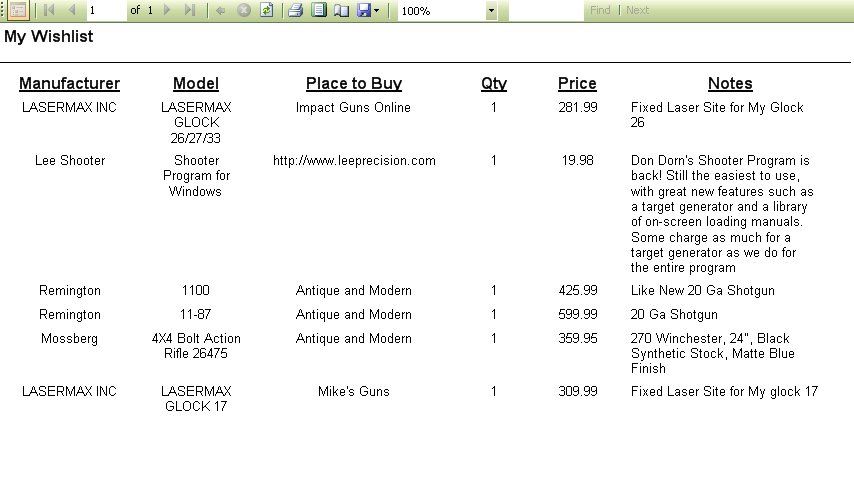 1 of 1 100% Find | Next
My Wishlist
Manufacturer Model Place to Buy Qty Price Notes
LASERMAX INC LASERMAX Impact Guns Online 1 281.99 Fixed Laser Site for My Glock
GLOCK 26
26/27/33
Lee Shooter Shooter http://www.leeprecision.com 1 19.98 Don Dorn's Shooter Program is
Program for back! Still the easiest to use,
Windows with great new features such as
a target generator and a library
of on-screen loading manuals.
Some charge as much for a
target generator as we do for
the entire program
Remington 1100 Antique and Modern 1 425.99 Like New 20 Ga Shotgun
Remington 11-87 Antique and Modern 1 599.99 20 Ga Shotgun
Mossberg 4X4 Bolt Action Antique and Modern 1 359.95 270 Winchester, 24", Black
Rifle 26475 Synthetic Stock, Matte Blue
Finish
LASERMAX INC LASERMAX Mike's Guns 1 309.99 Fixed Laser Site for My glock 17
GLOCK 17